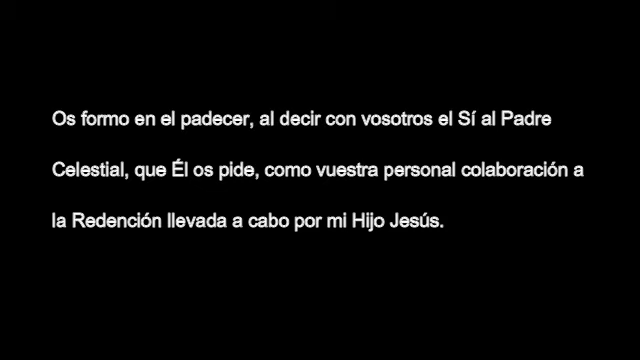 Os formo en el padecer, al decir con vosotros el Sí al Padre
Celestial, que Él os pide, como vuestra personal colaboración a
la Redención llevada a cabo por mi Hijo Jesús.